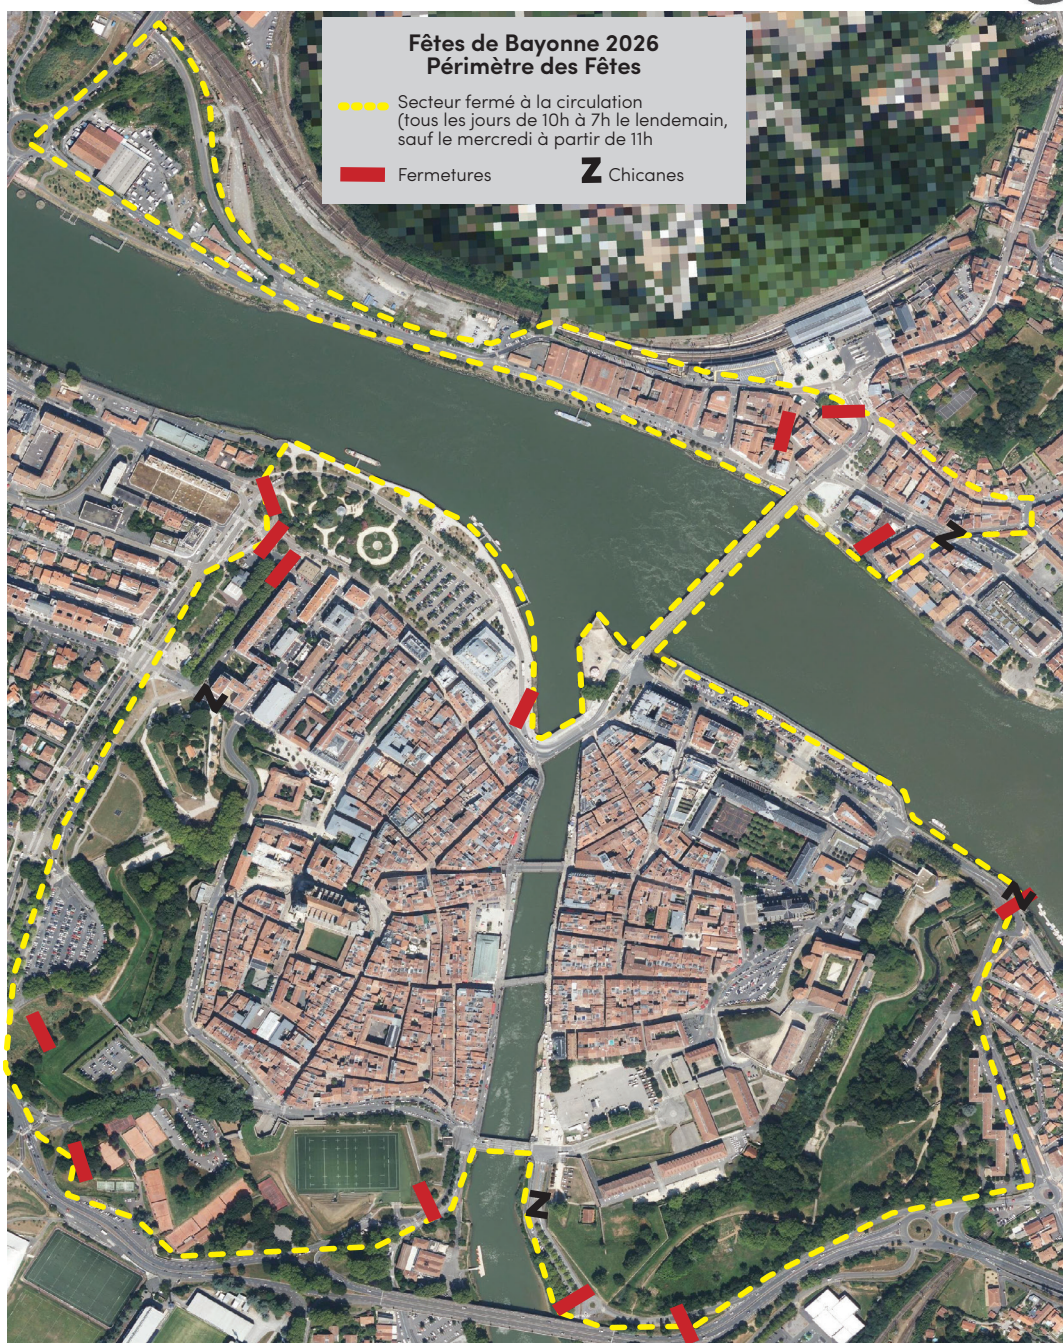 Fêtes de Bayonne 2026
Périmètre des Fêtes
Secteur fermé à la circulation
(tous les jours de 10h à 7h le lendemain,
sauf le mercredi à partir de 11h
Fermetures
Z Chicanes
Z
Z
Z
Z